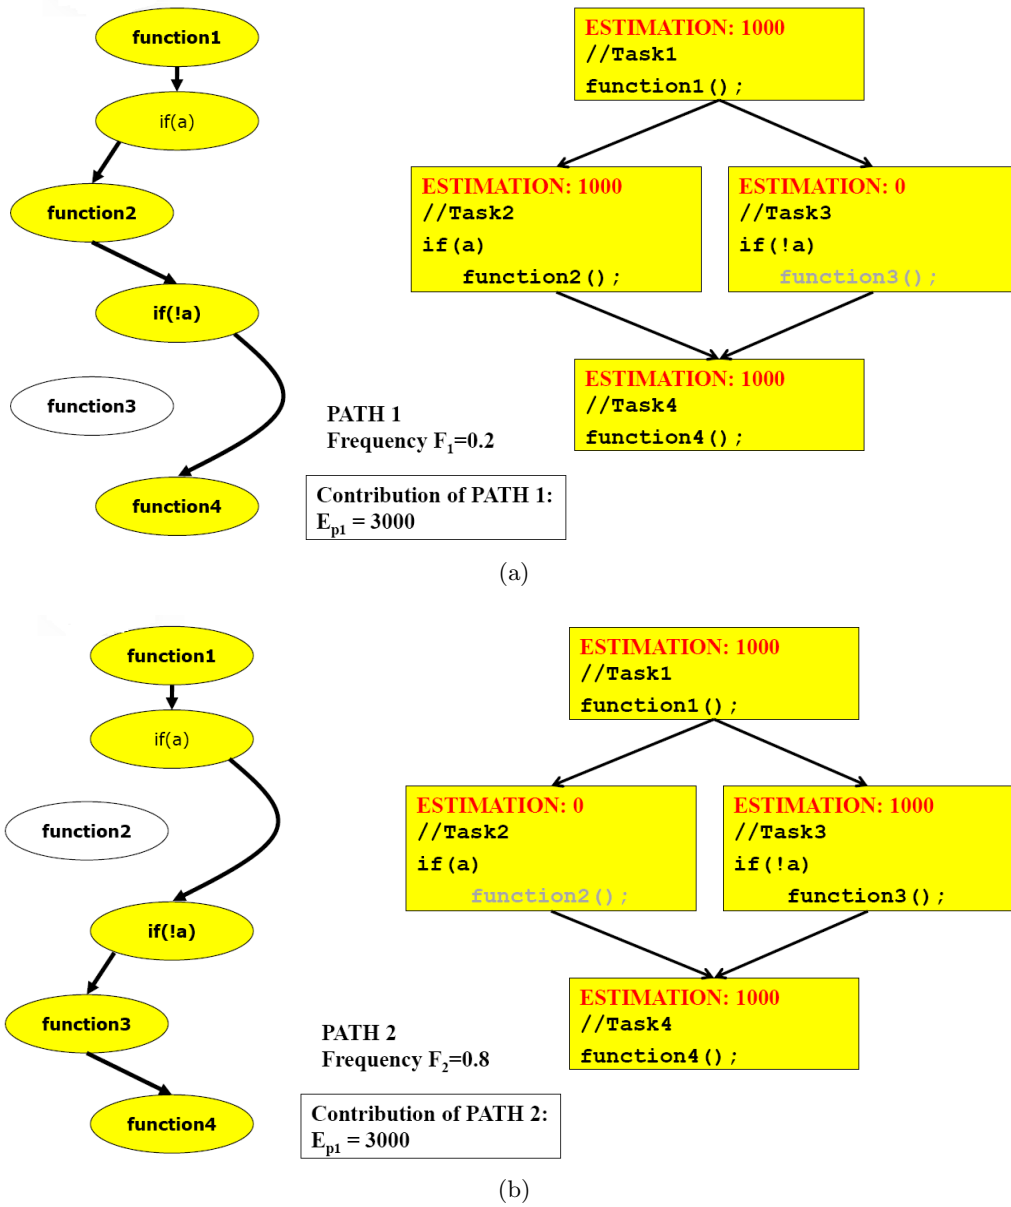 function1
if(a)
function2
if(!a)
function3
function4
ESTIMATION: 1000
//Task1
function1();
ESTIMATION: 1000
//Task2
if(a)
function2();
ESTIMATION: 0
//Task3
if(!a)
function3();
ESTIMATION: 1000
//Task4
function4();
PATH 1
Frequency F1=0.2
Contribution of PATH 1:
Ep1 = 3000
(a)
function1
if(a)
function2
if(!a)
function3
function4
ESTIMATION: 1000
//Task1
function1();
ESTIMATION: 0
//Task2
if(a)
function2();
ESTIMATION: 1000
//Task3
if(!a)
function3();
ESTIMATION: 1000
//Task4
function4();
PATH 2
Frequency F2=0.8
Contribution of PATH 2:
Ep1 = 3000
(b)